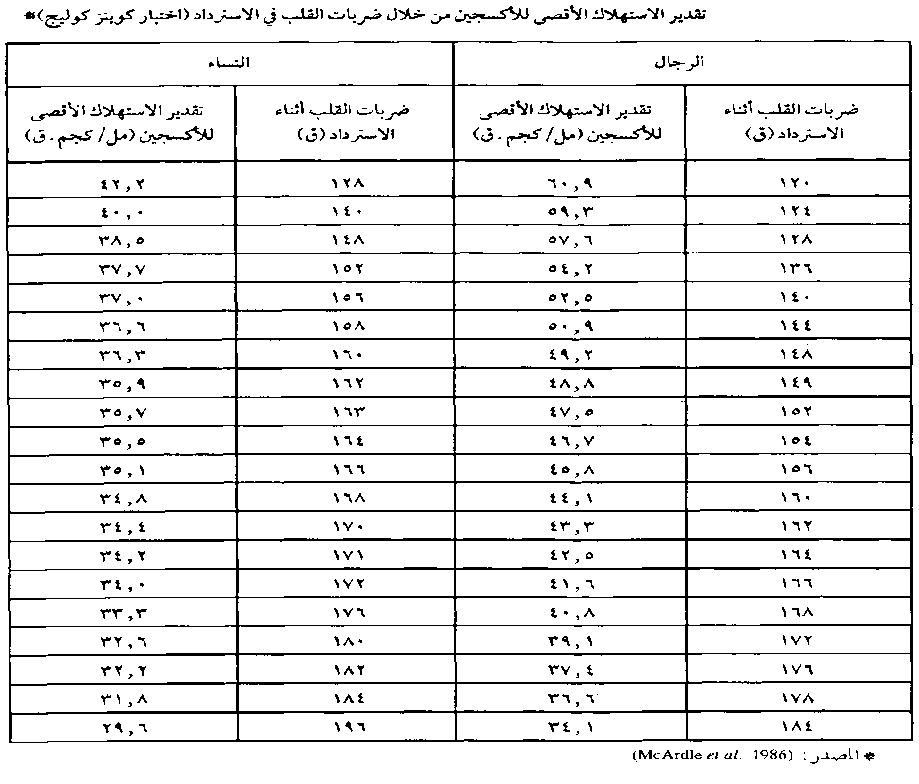 تقدير الاستهلاك الأقصى للأكسجين من خلال ضربات القلب في الاسترداد (اختبار كوينز كوليج)*
الرجال النساء
ضربات القلب أثناء الاسترداد (ق) تقدير الاستهلاك الأقصى للأكسجين (مل/كجم.ق) ضربات القلب أثناء الاسترداد (ق) تقدير الاستهلاك الأقصى للأكسجين (مل/كجم.ق)
١٢٠ ٦٠,٩ ١٢٨ ٤٢,٢
١٢٤ ٥٩,٣ ١٤٠ ٤٠,٠
١٢٨ ٥٧,٦ ١٤٨ ٣٨,٥
١٣٦ ٥٤,٢ ١٥٢ ٣٧,٧
١٤٠ ٥٢,٥ ١٥٦ ٣٧,٠
١٤٤ ٥٠,٩ ١٥٨ ٣٦,٦
١٤٨ ٤٩,٢ ١٦٠ ٣٦,٣
١٤٩ ٤٨,٨ ١٦٢ ٣٥,٩
١٥٢ ٤٧,٥ ١٦٣ ٣٥,٧
١٥٤ ٤٦,٧ ١٦٤ ٣٥,٥
١٥٦ ٤٥,٨ ١٦٦ ٣٥,١
١٦٠ ٤٤,١ ١٦٨ ٣٤,٨
١٦٢ ٤٣,٣ ١٧٠ ٣٤,٤
١٦٤ ٤٢,٥ ١٧١ ٣٤,٢
١٦٦ ٤١,٦ ١٧٢ ٣٤,٠
١٦٨ ٤٠,٨ ١٧٦ ٣٣,٣
١٧٢ ٣٩,١ ١٨٠ ٣٢,٦
١٧٦ ٣٧,٤ ١٨٢ ٣٢,٢
١٧٨ ٣٦,٦ ١٨٤ ٣١,٨
١٨٤ ٣٤,١ ١٩٦ ٢٩,٦
* المصدر: (McArdle et al. 1986)